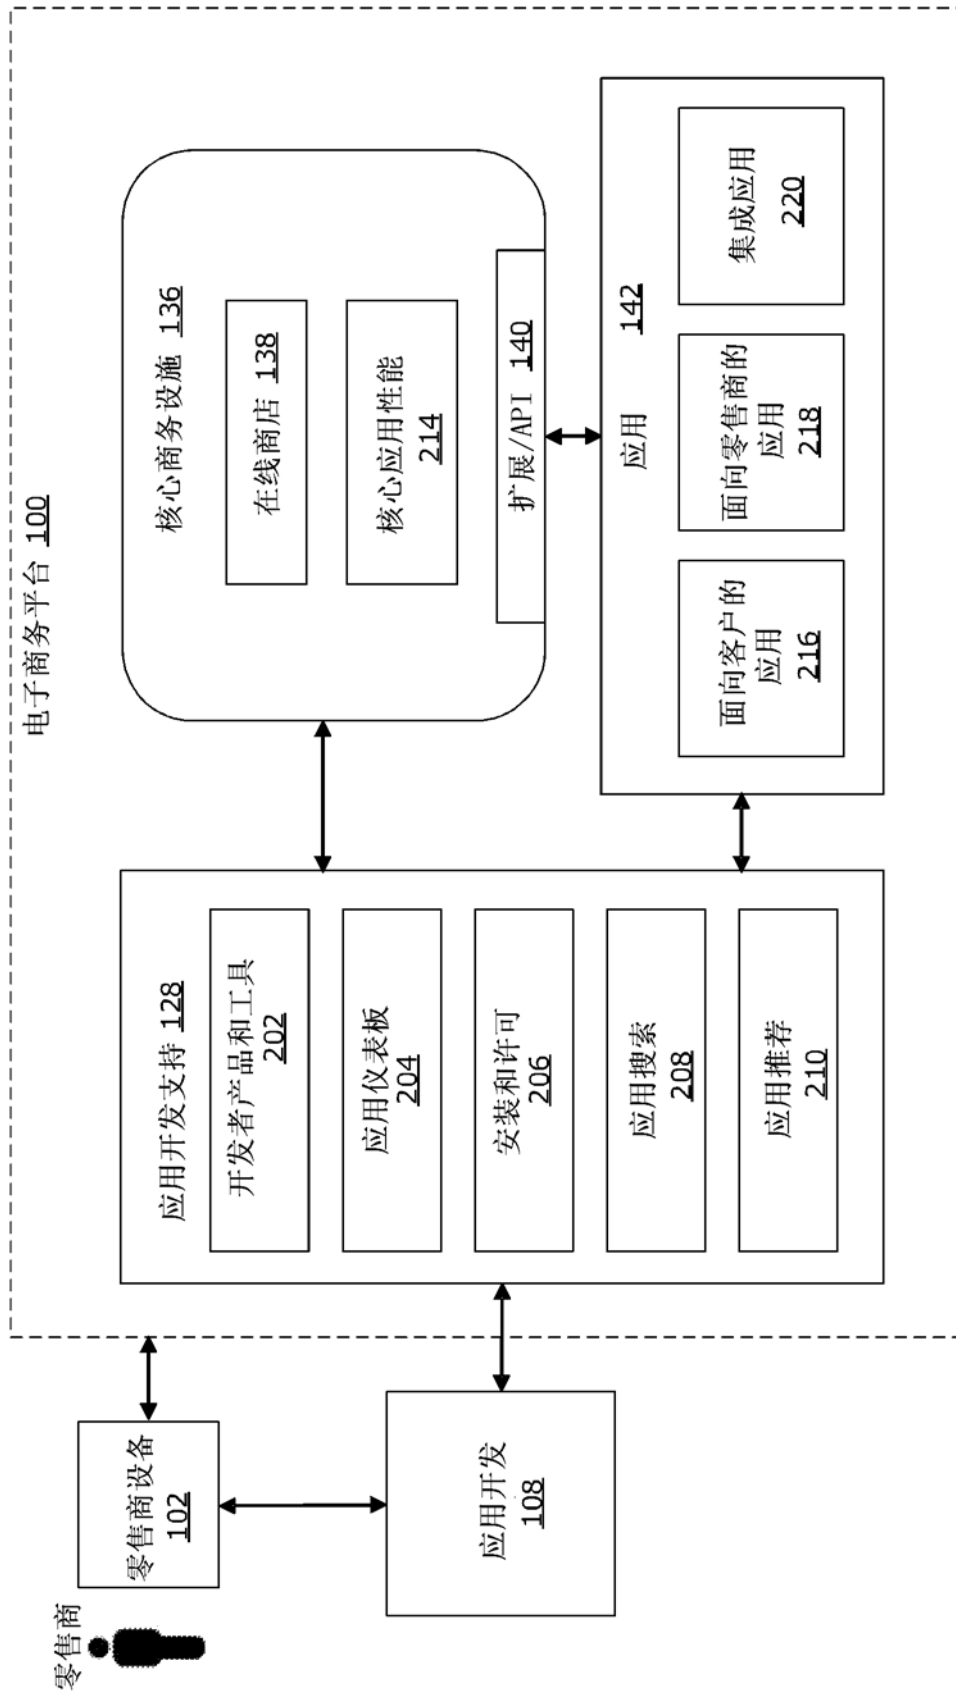 电子商务平台 100
零售商
零售商设备
102
应用开发
108
应用开发支持 128
开发者产品和工具
202
应用仪表板
204
安装和许可
206
应用搜索
208
应用推荐
210
核心商务设施 136
在线商店 138
核心应用性能
214
扩展/API 140
应用 142
面向客户的
应用
216
面向零售商的
应用
218
集成应用
220